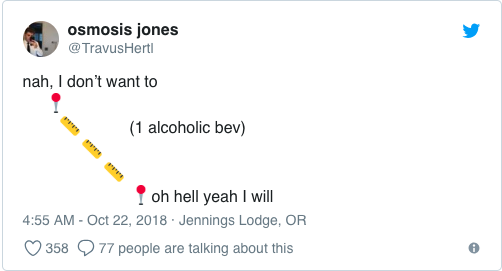 osmosis jones
@TravusHertl
nah, I don’t want to
📍
📏 (1 alcoholic bev)
📏
📏
📍oh hell yeah I will
4:55 AM - Oct 22, 2018 · Jennings Lodge, OR
358 77 people are talking about this